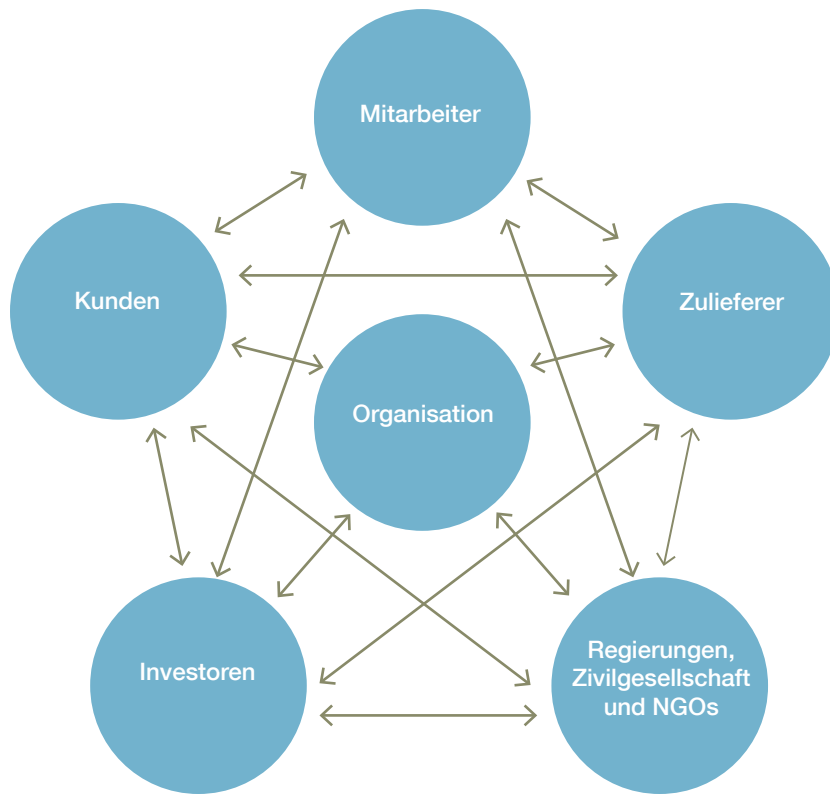 Mitarbeiter
Kunden
Zulieferer
Organisation
Investoren
Regierungen,
Zivilgesellschaft
und NGOs